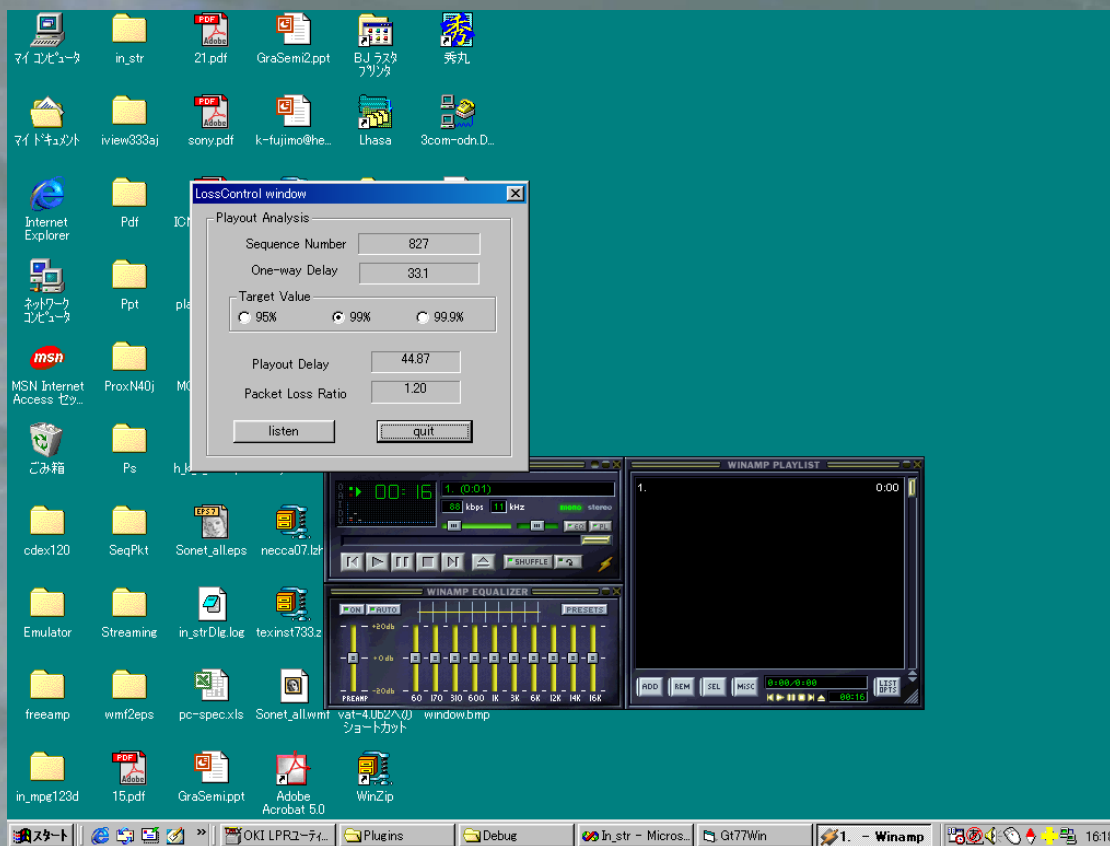 マイ コンピュータ
in_str
21.pdf
GraSemi2.ppt
BJ ラスタ
プリンタ
秀丸
マイ ドキュメント
iview333aj
sony.pdf
k-fujimo@he...
Lhasa
3com-odn.D...
Internet
Explorer
Pdf
ネットワーク
コンピュータ
Ppt
MSN Internet
Access セッ...
ProxN40j
ごみ箱
Ps
LossControl window
Playout Analysis
Sequence Number 827
One-way Delay 33.1
Target Value
95% 99% 99.9%
Playout Delay 44.87
Packet Loss Ratio 1.20
listen quit
cdex120
SeqPkt
Sonet_all.eps
necca07.lzh
Emulator
Streaming
in_strDlg.log
texinst733.z
freeamp
wmf2eps
pc-spec.xls
Sonet_all.wmf
vat-4.0b2への
ショートカット
window.bmp
in_mpg123d
15.pdf
GraSemi.ppt
Adobe
Acrobat 5.0
WinZip
00:16
1. (0:01)
88 kbps 11 kHz mono stereo
EQ PL
SHUFFLE
WINAMP EQUALIZER
ON AUTO PRESETS
+20db
+0db
-20db
PREAMP 60 170 310 600 1K 3K 6K 12K 14K 16K
WINAMP PLAYLIST
1. 0:00
ADD REM SEL MISC 0:00/0:00 LIST
OPTS
00:16
スタート
OKI LPRユーティ...
Plugins
Debug
In_str - Micros...
Gt77Win
1. - Winamp
16:18